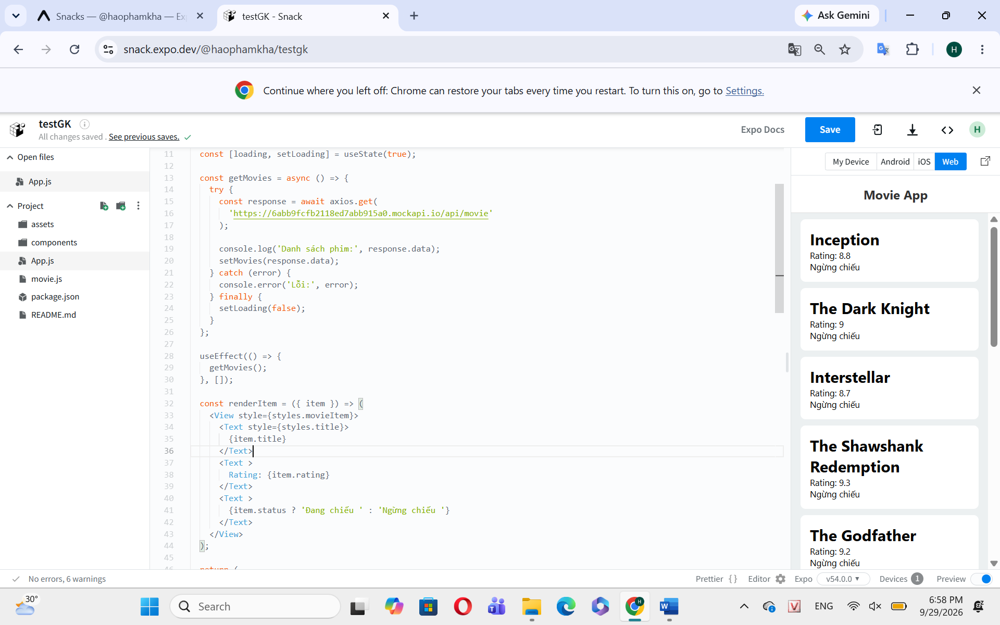 Snacks — @haophamkha — Ex
testGK - Snack
Ask Gemini
snack.expo.dev/@haophamkha/testgk
H
Continue where you left off: Chrome can restore your tabs every time you restart. To turn this on, go to Settings.
testGK
All changes saved . See previous saves.
Expo Docs
Save
H
Open files
App.js
Project
assets
components
App.js
movie.js
package.json
README.md
11 const [loading, setLoading] = useState(true);
12
13 const getMovies = async () => {
14 try {
15 const response = await axios.get(
16 'https://6abb9fcfb2118ed7abb915a0.mockapi.io/api/movie'
17 );
18
19 console.log('Danh sách phim:', response.data);
20 setMovies(response.data);
21 } catch (error) {
22 console.error('Lỗi:', error);
23 } finally {
24 setLoading(false);
25 }
26 };
27
28 useEffect(() => {
29 getMovies();
30 }, []);
31
32 const renderItem = ({ item }) => (
33 <View style={styles.movieItem}>
34 <Text style={styles.title}>
35 {item.title}
36 </Text>
37 <Text >
38 Rating: {item.rating}
39 </Text>
40 <Text >
41 {item.status ? 'Đang chiếu ' : 'Ngừng chiếu '}
42 </Text>
43 </View>
44 );
45
46 return (
My Device
Android
iOS
Web
Movie App
Inception
Rating: 8.8
Ngừng chiếu
The Dark Knight
Rating: 9
Ngừng chiếu
Interstellar
Rating: 8.7
Ngừng chiếu
The Shawshank
Redemption
Rating: 9.3
Ngừng chiếu
The Godfather
Rating: 9.2
Ngừng chiếu
No errors, 6 warnings
Prettier { }
Editor
Expo
v54.0.0
Devices 1
Preview
30°
Search
ENG
6:58 PM
9/29/2026